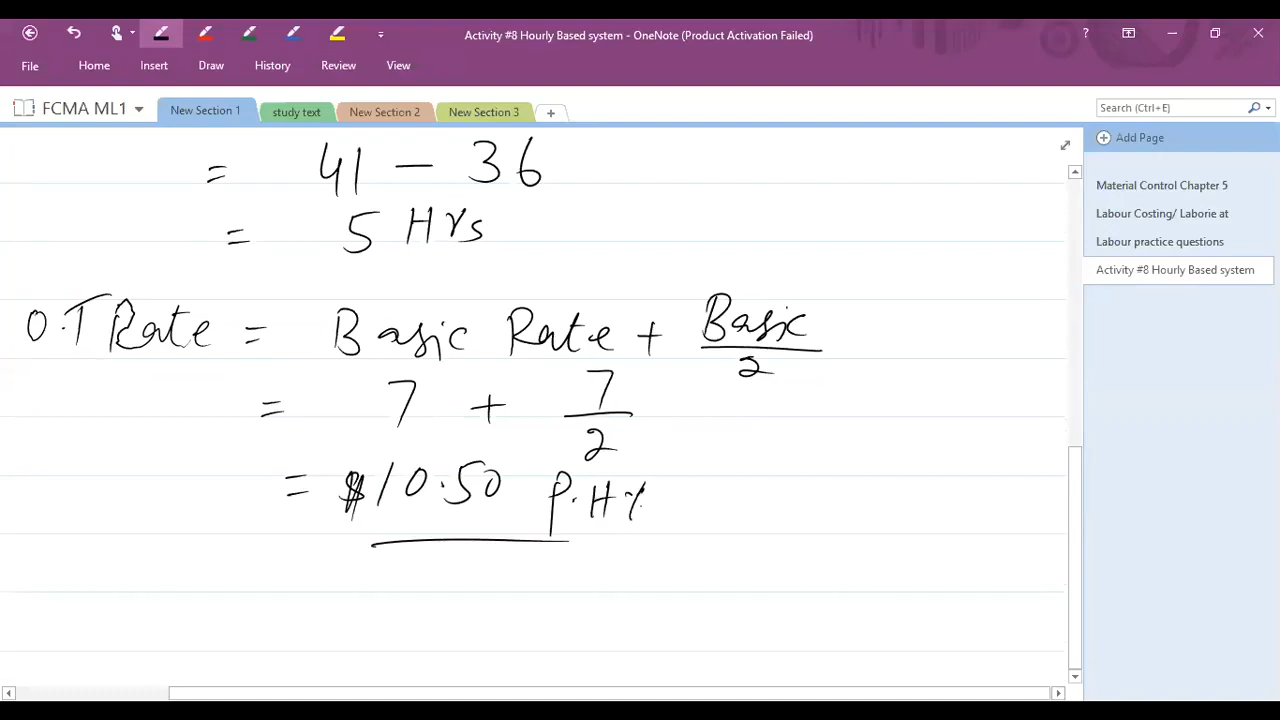 Activity #8 Hourly Based system - OneNote (Product Activation Failed)
?
File Home Insert Draw History Review View
FCMA ML1 New Section 1 study text New Section 2 New Section 3
Search (Ctrl+E)
Add Page
Material Control Chapter 5
Labour Costing/ Laborie at
Labour practice questions
Activity #8 Hourly Based system
= 41 - 36
= 5 Hrs
O.T Rate = Basic Rate + Basic/2
= 7 + 7/2
= $10.50 P.Hr